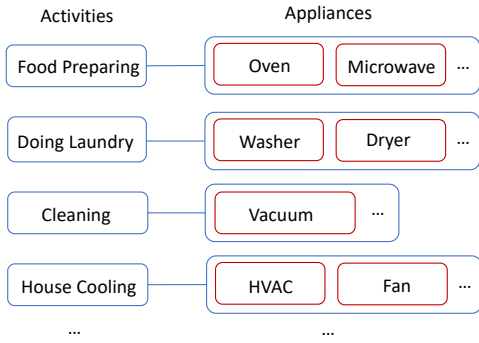 Activities Appliances
Food Preparing Oven Microwave ...
Doing Laundry Washer Dryer ...
Cleaning Vacuum ...
House Cooling HVAC Fan ...
... ...